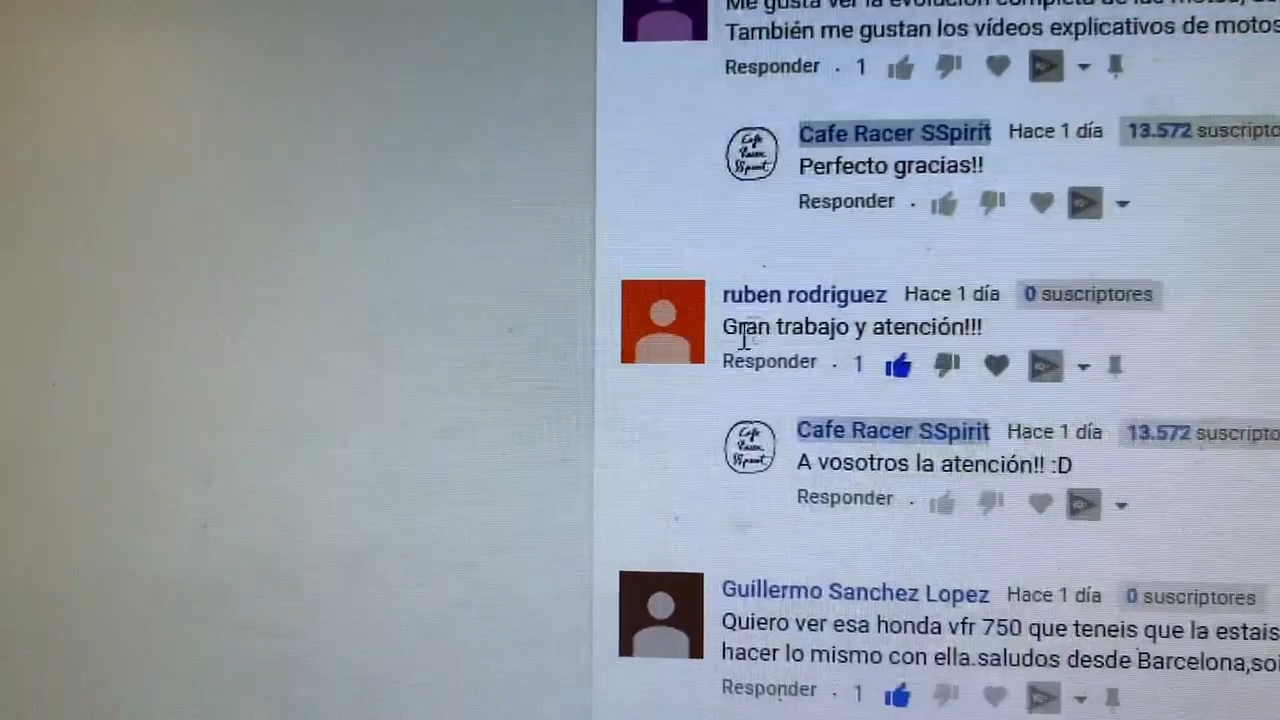 Me gusta ver la evolución completa de las motos,
También me gustan los vídeos explicativos de motos
Responder . 1
Cafe Racer SSpirit Hace 1 día 13.572 suscripto
Perfecto gracias!!
Responder .
ruben rodriguez Hace 1 día 0 suscriptores
Gran trabajo y atención!!!
Responder . 1
Cafe Racer SSpirit Hace 1 día 13.572 suscripto
A vosotros la atención!! :D
Responder .
Guillermo Sanchez Lopez Hace 1 día 0 suscriptores
Quiero ver esa honda vfr 750 que teneis que la estais
hacer lo mismo con ella.saludos desde Barcelona,soi
Responder . 1